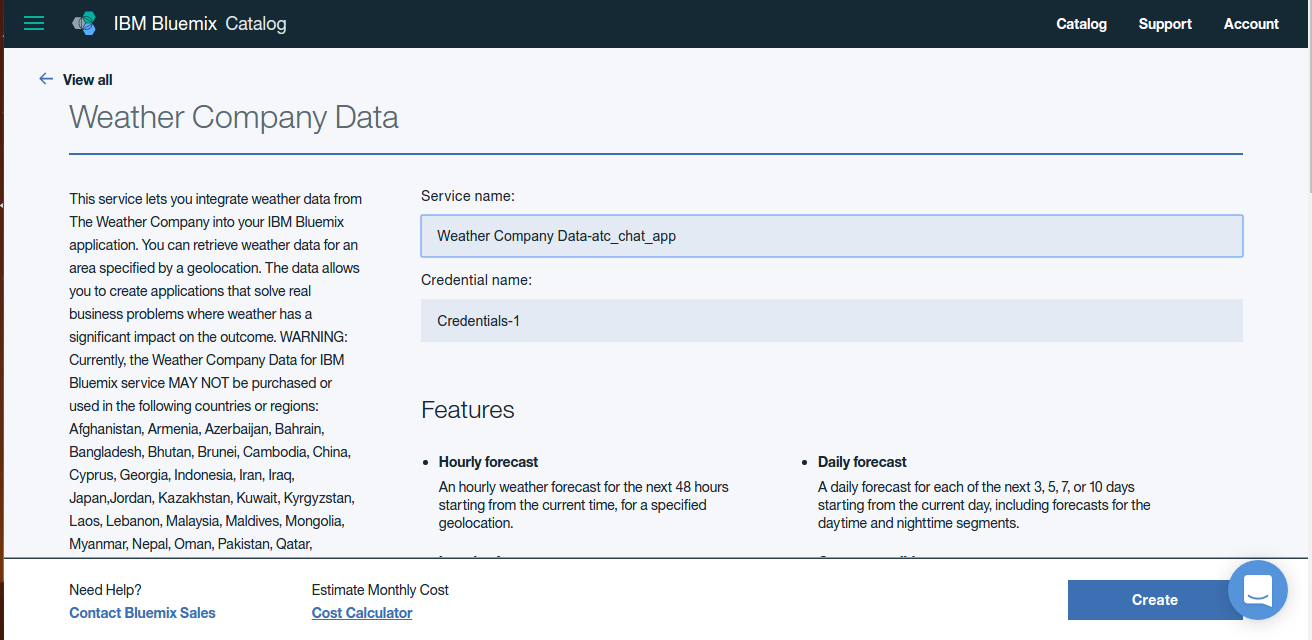 IBM Bluemix Catalog
Catalog Support Account
View all
Weather Company Data
This service lets you integrate weather data from
The Weather Company into your IBM Bluemix
application. You can retrieve weather data for an
area specified by a geolocation. The data allows
you to create applications that solve real
business problems where weather has a
significant impact on the outcome. WARNING:
Currently, the Weather Company Data for IBM
Bluemix service MAY NOT be purchased or
used in the following countries or regions:
Afghanistan, Armenia, Azerbaijan, Bahrain,
Bangladesh, Bhutan, Brunei, Cambodia, China,
Cyprus, Georgia, Indonesia, Iran, Iraq,
Japan,Jordan, Kazakhstan, Kuwait, Kyrgyzstan,
Laos, Lebanon, Malaysia, Maldives, Mongolia,
Myanmar, Nepal, Oman, Pakistan, Qatar,
Service name:
Weather Company Data-atc_chat_app
Credential name:
Credentials-1
Features
• Hourly forecast
An hourly weather forecast for the next 48 hours
starting from the current time, for a specified
geolocation.
• Daily forecast
A daily forecast for each of the next 3, 5, 7, or 10 days
starting from the current day, including forecasts for the
daytime and nighttime segments.
Need Help?
Contact Bluemix Sales
Estimate Monthly Cost
Cost Calculator
Create